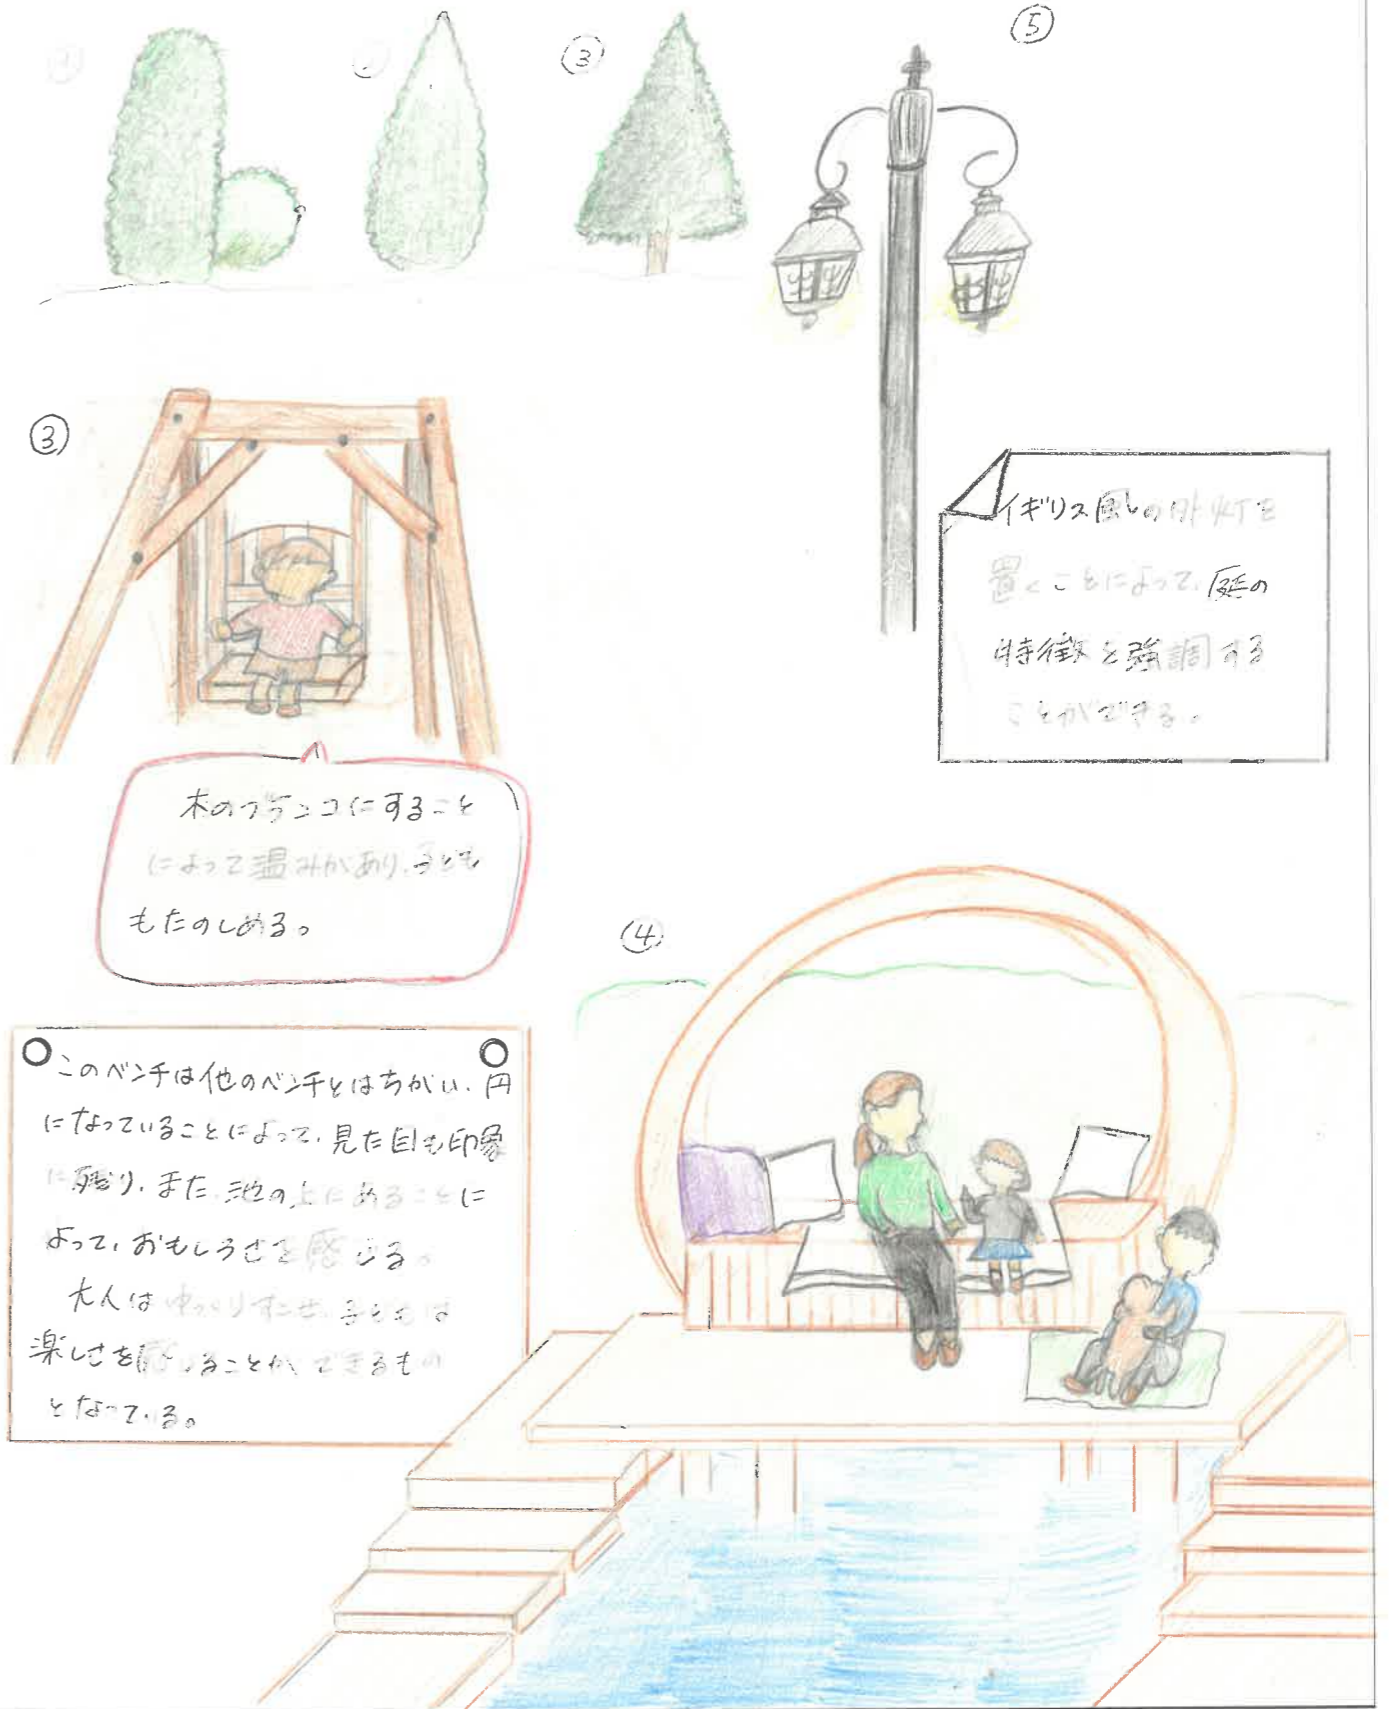 ①
②
③
⑤
③
イギリス風の外灯を
置くことによって、庭の
特徴を強調する
ことができる。
木のブランコにすること
によって温みがあり、子ども
もたのしめる。
④
このベンチは他のベンチとはちがい、円
になっていることによって、見た目も印象
に残り、また池の上にあることに
よって、おもしろさを感じる。
大人はゆっくりすごせ、子どもは
楽しさを感じることができるもの
となっている。